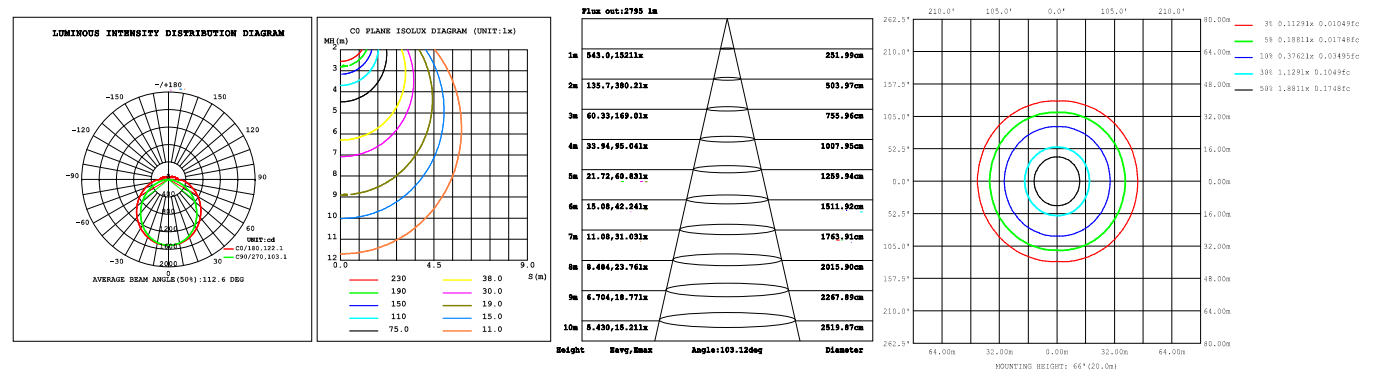 LUMINOUS INTENSITY DISTRIBUTION DIAGRAM
-/+180
-150 150
-120 120
-90 90
-60 60
-30 30
0
400
800
1200
1600
2000
UNIT:cd
C0/180,122.1
C90/270,103.1
AVERAGE BEAM ANGLE(50%):112.6 DEG
C0 PLANE ISOLUX DIAGRAM (UNIT:lx)
MH(m)
2
3
4
5
6
7
8
9
10
11
12
0.0 4.5 9.0
S(m)
230 38.0
190 30.0
150 19.0
110 15.0
75.0 11.0
Flux out:2795 lm
1m 543.0,1521lx 251.99cm
2m 135.7,380.2lx 503.97cm
3m 60.33,169.0lx 755.96cm
4m 33.94,95.04lx 1007.95cm
5m 21.72,60.83lx 1259.94cm
6m 15.08,42.24lx 1511.92cm
7m 11.08,31.03lx 1763.91cm
8m 8.484,23.76lx 2015.90cm
9m 6.704,18.77lx 2267.89cm
10m 5.430,15.21lx 2519.87cm
Height Eavg,Emax Angle:103.12deg Diameter
210.0' 105.0' 0.0' 105.0' 210.0'
262.5' 80.00m
210.0' 64.00m
157.5' 48.00m
105.0' 32.00m
52.5' 16.00m
0.0' 0.00m
52.5' 16.00m
105.0' 32.00m
157.5' 48.00m
210.0' 64.00m
262.5' 80.00m
64.00m 32.00m 0.00m 32.00m 64.00m
MOUNTING HEIGHT: 66'(20.0m)
3% 0.1129lx 0.01049fc
5% 0.1881lx 0.01748fc
10% 0.3762lx 0.03495fc
30% 1.129lx 0.1049fc
50% 1.881lx 0.1748fc